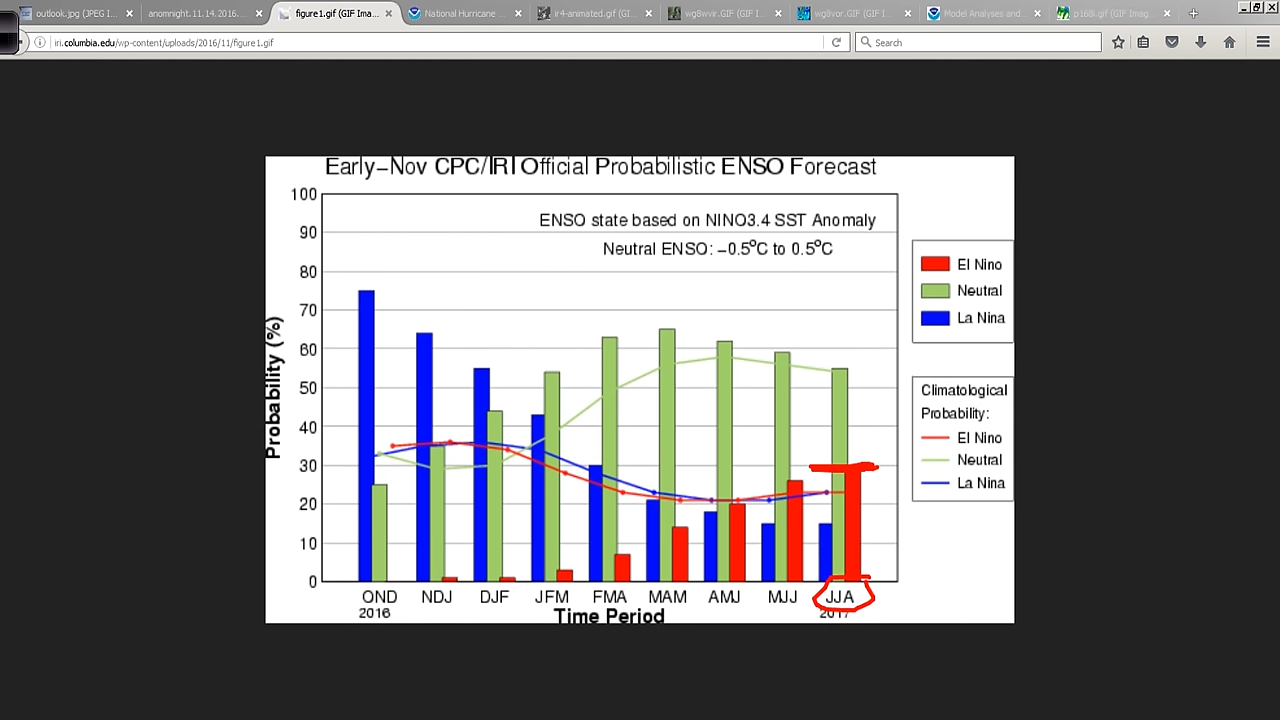 outlook.jpg (JPEG I... anomnight.11.14.2016.... figure1.gif (GIF Ima... National Hurricane ... ir4-animated.gif (GI... wg8wvir.GIF (GIF I... wg8vor.GIF (GIF I... Model Analyses and... p168i.gif (GIF Imag...
iri.columbia.edu/wp-content/uploads/2016/11/figure1.gif Search
Early-Nov CPC/IRI Official Probabilistic ENSO Forecast
ENSO state based on NINO3.4 SST Anomaly
Neutral ENSO: -0.5°C to 0.5°C
100
90
80
70
60
50
40
30
20
10
0
Probability (%)
OND NDJ DJF JFM FMA MAM AMJ MJJ JJA
2016 2017
Time Period
El Nino
Neutral
La Nina
Climatological
Probability:
El Nino
Neutral
La Nina